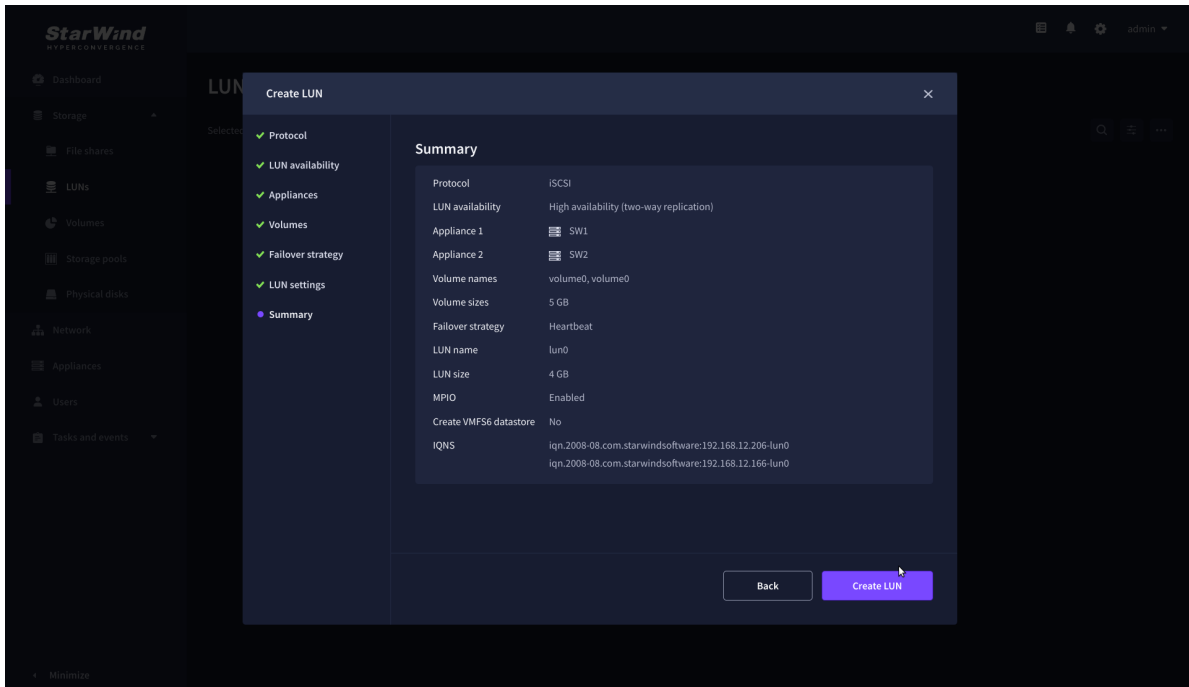 StarWind
HYPERCONVERGENCE
admin
Dashboard
LUN
Create LUN
Storage
Selected
Protocol
File shares
Summary
LUN availability
Protocol iSCSI
LUNs
Appliances
LUN availability High availability (two-way replication)
Volumes
Volumes
Appliance 1 SW1
Storage pools
Failover strategy
Appliance 2 SW2
LUN settings
Volume names volume0, volume0
Physical disks
Volume sizes 5 GB
Summary
Network
Failover strategy Heartbeat
LUN name lun0
Appliances
LUN size 4 GB
Users
MPIO Enabled
Create VMFS6 datastore No
Tasks and events
IQNS iqn.2008-08.com.starwindsoftware:192.168.12.206-lun0
iqn.2008-08.com.starwindsoftware:192.168.12.166-lun0
Back
Create LUN
Minimize